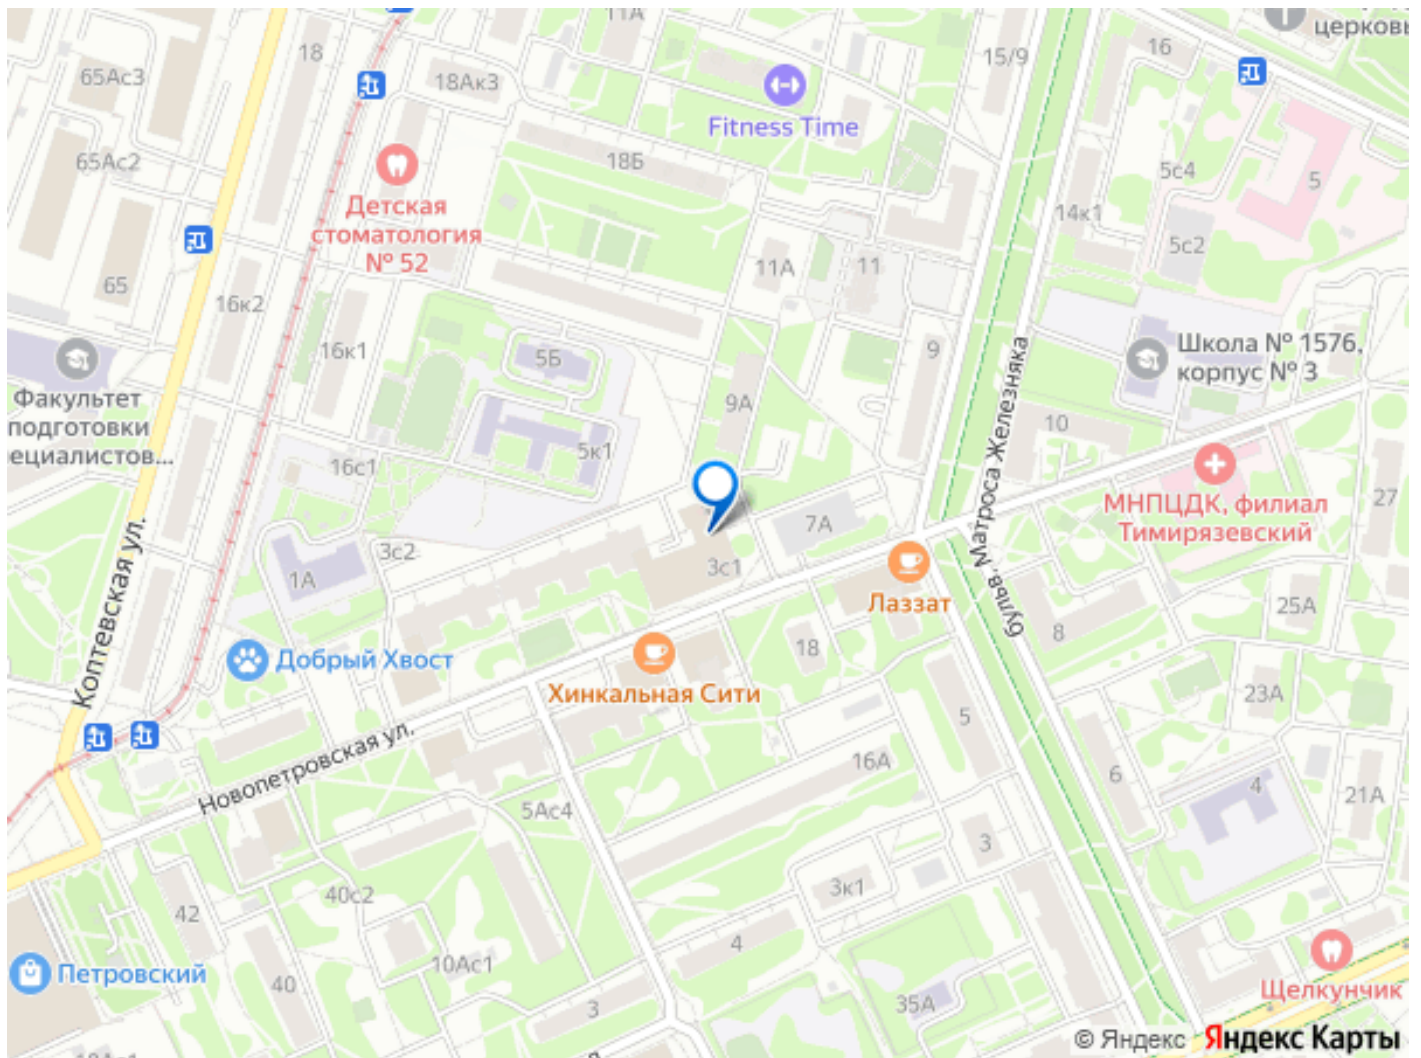 11А
церковь
15/9
16
18
65Ас3
18Ак3
Fitness Time
65Ас2
18Б
5с4
5
Детская
стоматология
№ 52
14к1
5с2
11А
11
65
16к2
16к1
5Б
9
Школа № 1576,
корпус № 3
Факультет
подготовки
ециалистов...
9А
10
бульв. Матроса Железняка
16с1
5к1
МНПЦДК, филиал
Тимирязевский
27
7А
Коптевская ул.
3с2
1А
3с1
Лаззат
25А
8
18
Добрый Хвост
Хинкальная Сити
23А
5
Новопетровская ул.
16А
6
4
21А
5Ас4
3
3к1
40с2
42
4
10Ас1
Петровский
40
35А
3
Щелкунчик
© Яндекс Яндекс Карты